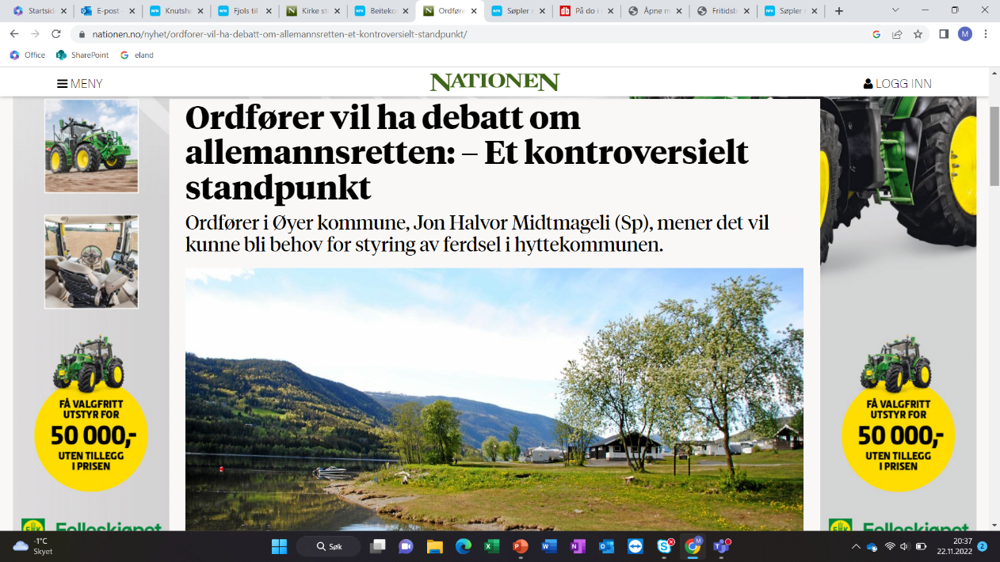 Startsid
E-post -
Knutshe
Fjols til
Kirke st
Beiteko
Ordføre
Søpler
På do i
Åpne m
Fritidsb
Søpler
nationen.no/nyhet/ordforer-vil-ha-debatt-om-allemannsretten-et-kontroversielt-standpunkt/
M
Office
SharePoint
eland
MENY
NATIONEN
LOGG INN
Ordfører vil ha debatt om
allemannsretten: – Et kontroversielt
standpunkt
Ordfører i Øyer kommune, Jon Halvor Midtmageli (Sp), mener det vil
kunne bli behov for styring av ferdsel i hyttekommunen.
FÅ VALGFRITT
UTSTYR FOR
50 000,-
UTEN TILLEGG
I PRISEN
Felleskjøpet
FÅ VALGFRITT
UTSTYR FOR
50 000,-
UTEN TILLEGG
I PRISEN
Felleskjøpet
-1°C
Skyet
Søk
20:37
22.11.2022
2